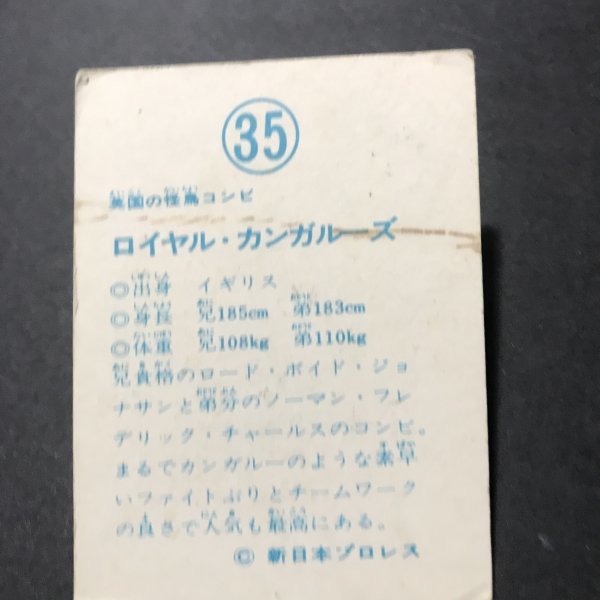 35
英国の怪鳥コンビ
ロイヤル・カンガルーズ
◎出身 イギリス
◎身長 兄185cm 弟183cm
◎体重 兄108kg 弟110kg
兄貴格のロード・ボイド・ジョ
ナサンと弟分のノーマン・フレ
デリック・チャールスのコンビ。
まるでカンガルーのような素早
いファイトぶりとチームワーク
の良さで人気も最高にある。
© 新日本プロレス